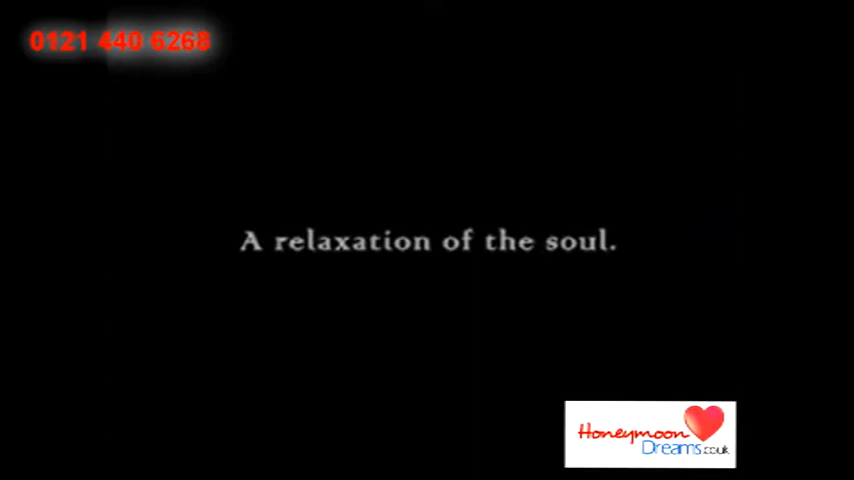 0121 440 6268
A relaxation of the soul.
Honeymoon
Dreams.co.uk